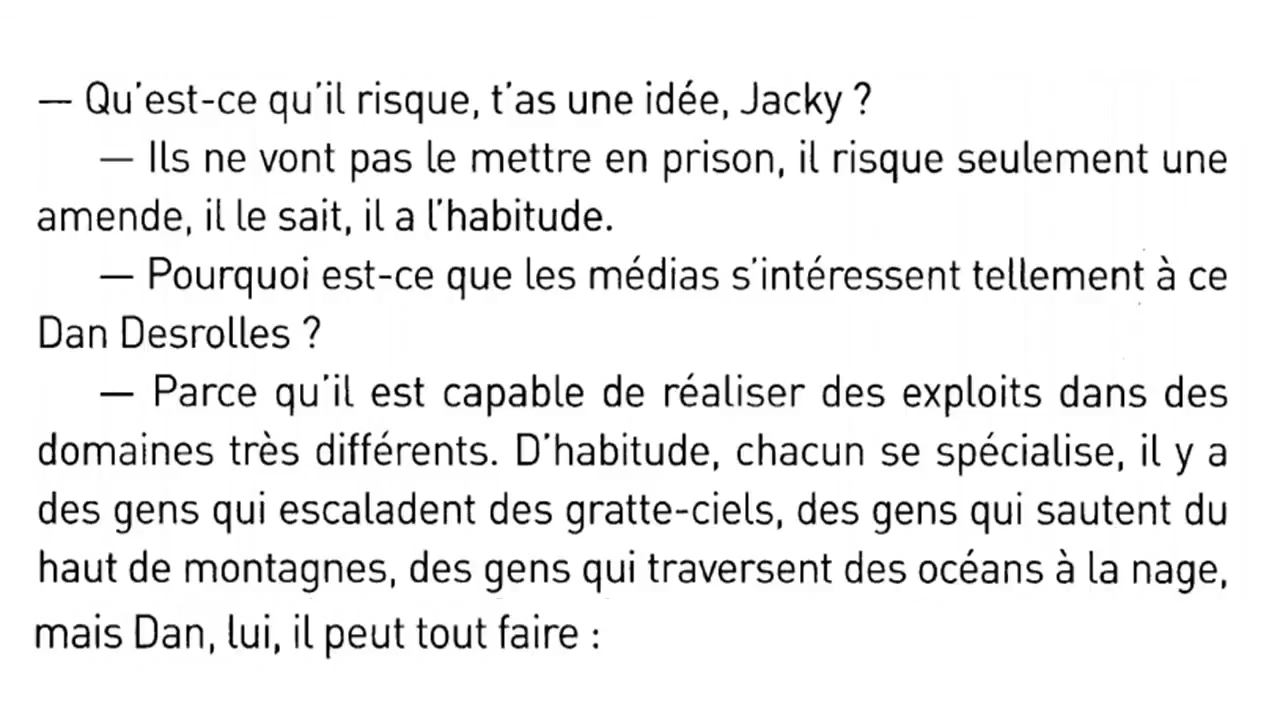 — Qu'est-ce qu'il risque, t'as une idée, Jacky ?
— Ils ne vont pas le mettre en prison, il risque seulement une
amende, il le sait, il a l'habitude.
— Pourquoi est-ce que les médias s'intéressent tellement à ce
Dan Desrolles ?
— Parce qu'il est capable de réaliser des exploits dans des
domaines très différents. D'habitude, chacun se spécialise, il y a
des gens qui escaladent des gratte-ciels, des gens qui sautent du
haut de montagnes, des gens qui traversent des océans à la nage,
mais Dan, lui, il peut tout faire :